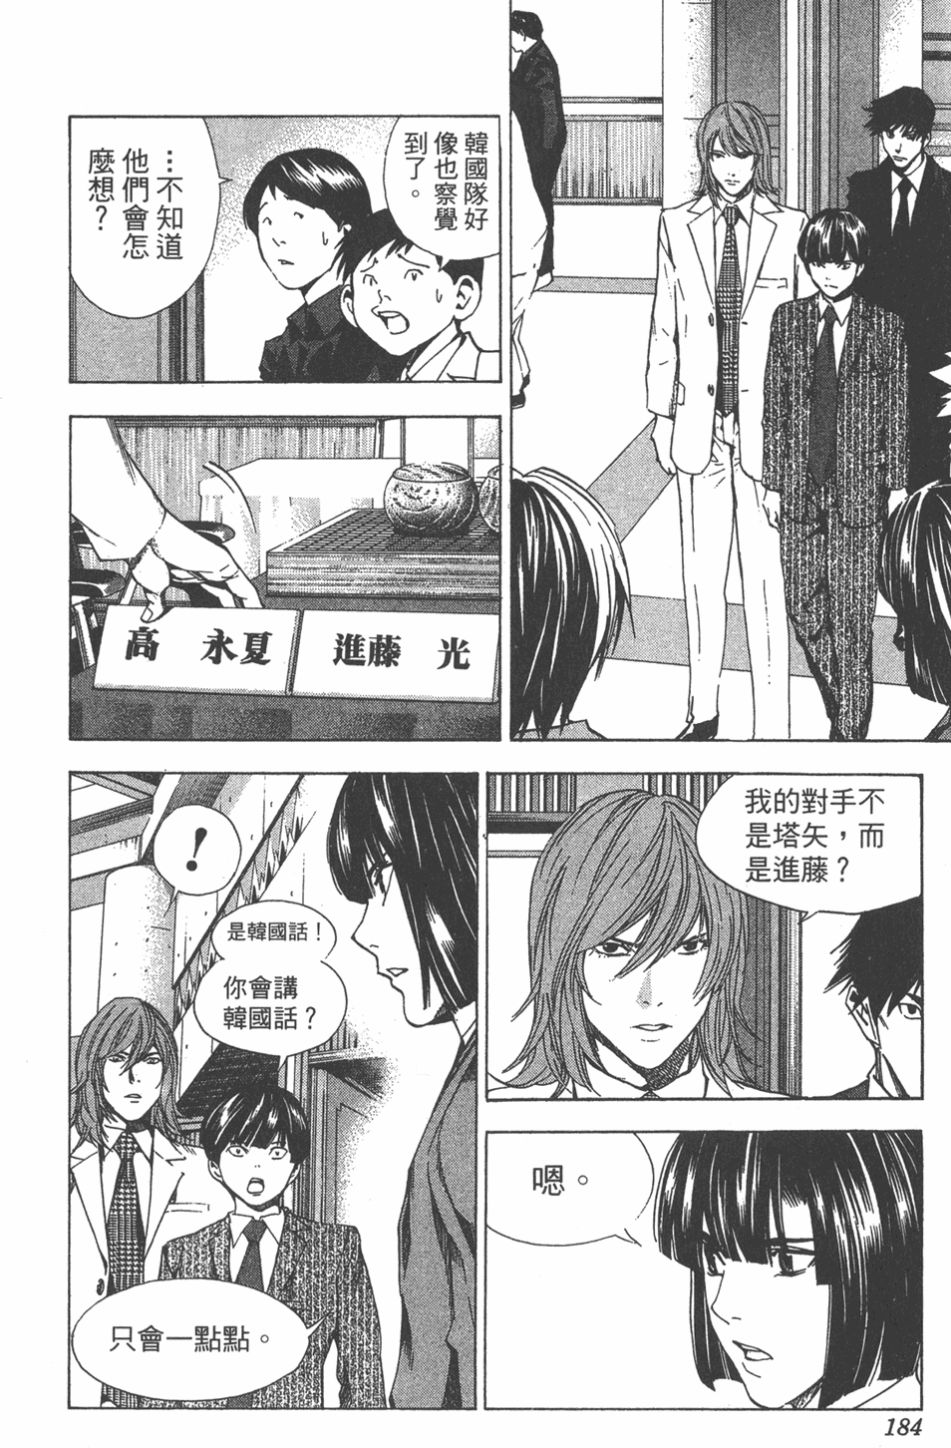 韓國隊好
像也察覺
到了。
…不知道
他們會怎
麼想？
高 永夏
進藤 光
我的對手不
是塔矢，而
是進藤？
嗯。
！
是韓國話！
你會講
韓國話？
只會一點點。
184